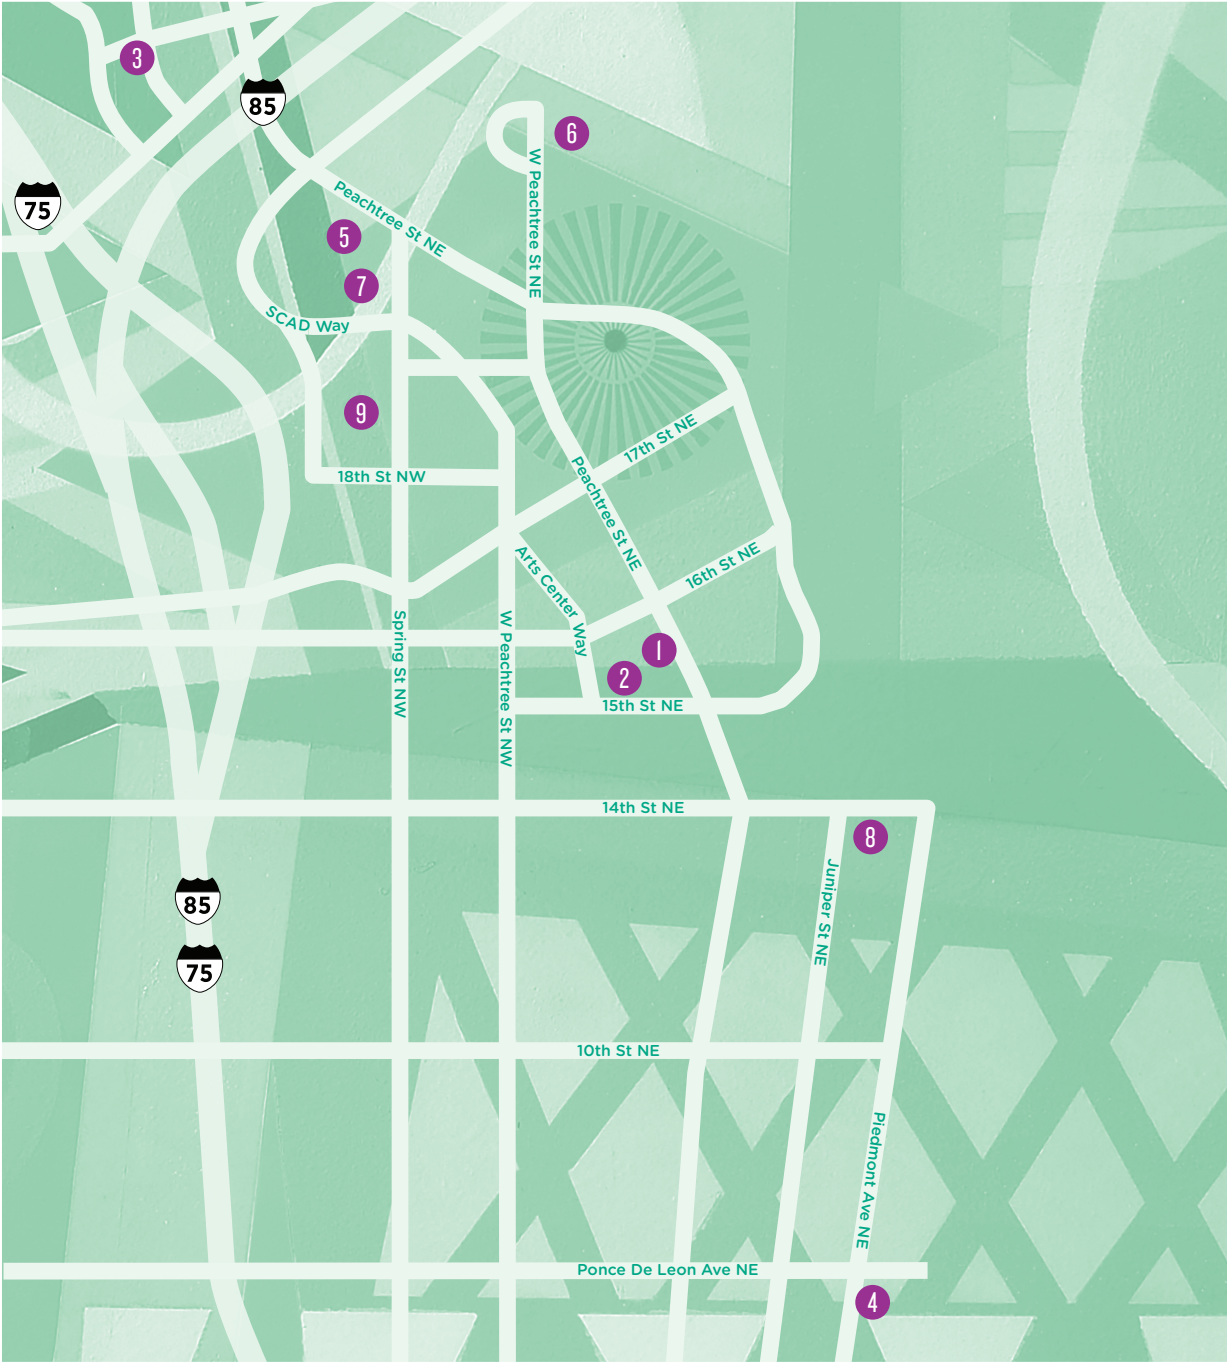 3
85
6
75
W Peachtree St NE
Peachtree St NE
5
7
SCAD Way
9
17th St NE
18th St NW
Peachtree St NE
Arts Center Way
16th St NE
Spring St NW
W Peachtree St NW
1
2
15th St NE
14th St NE
8
Juniper St NE
85
75
10th St NE
Piedmont Ave NE
Ponce De Leon Ave NE
4